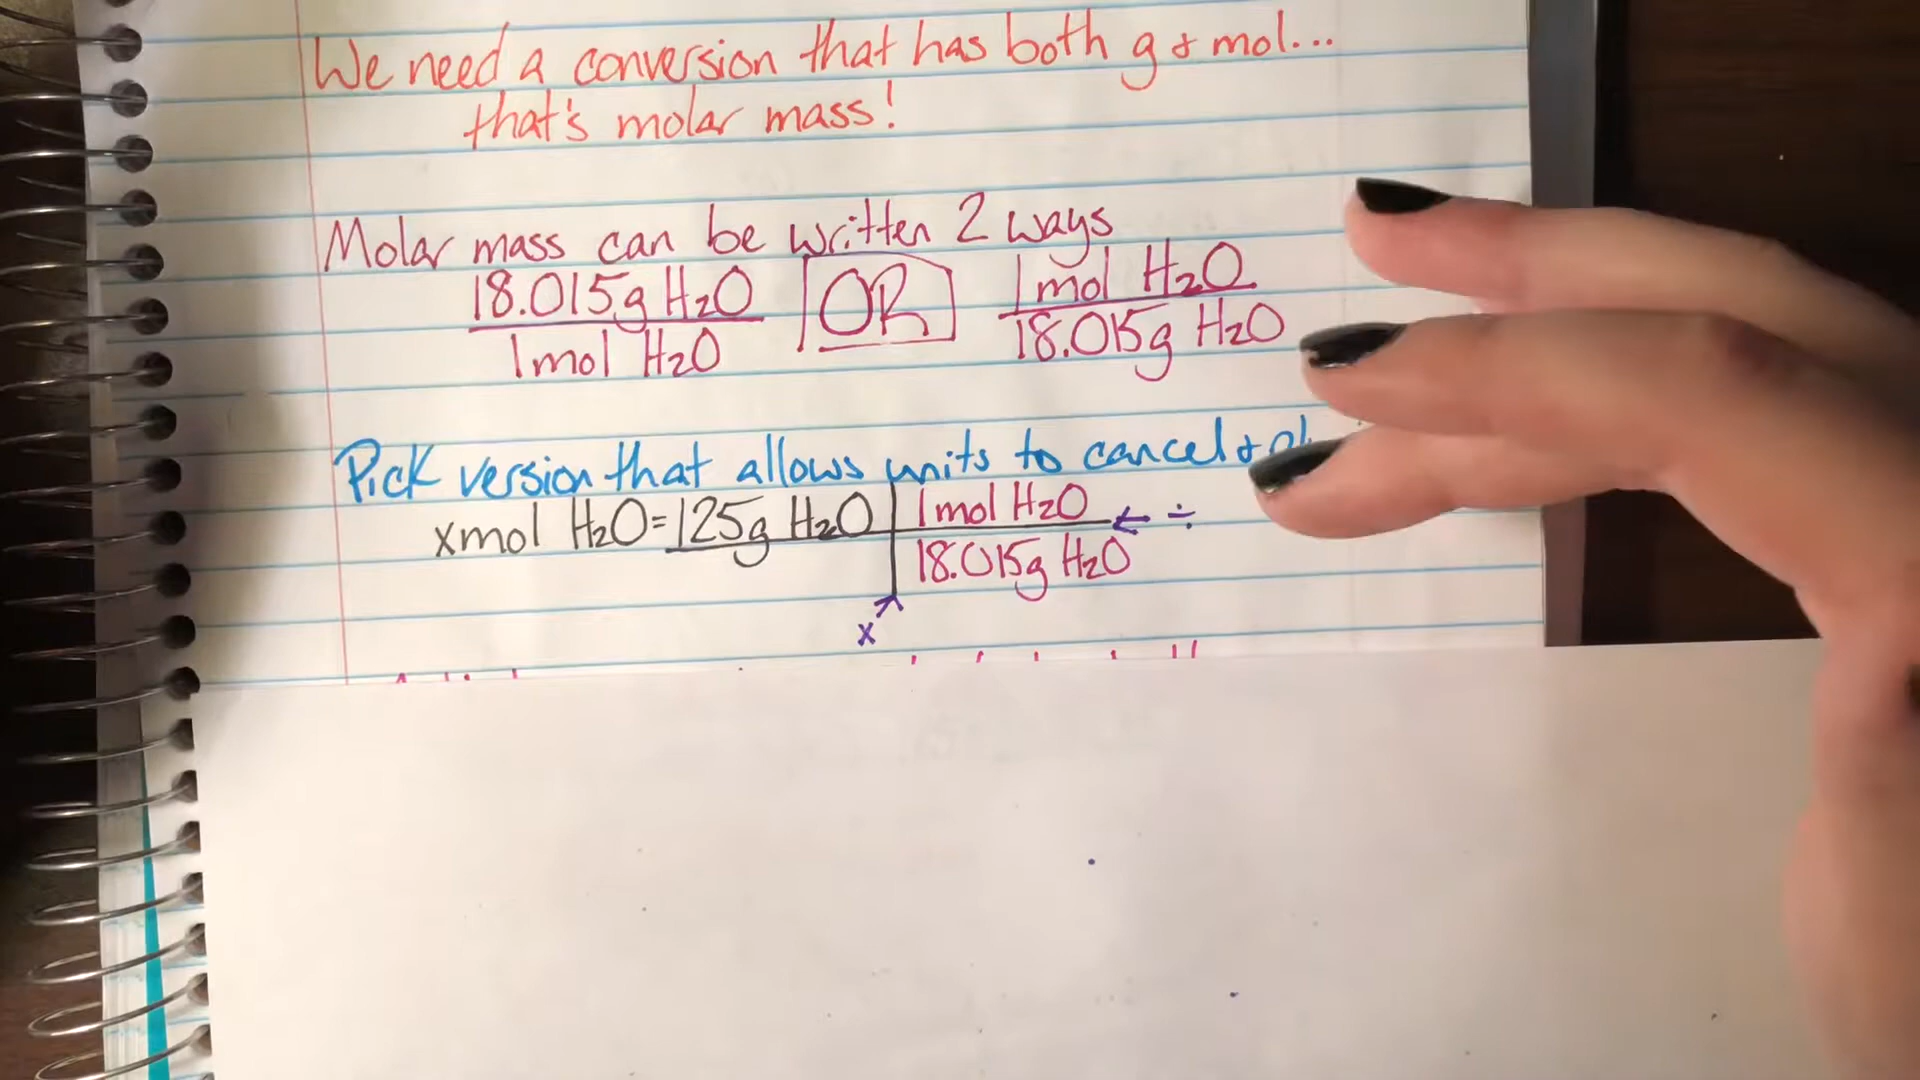 We need a conversion that has both g & mol...
that's molar mass!
Molar mass can be written 2 ways
18.015g H₂O OR 1mol H₂O
1mol H₂O 18.015g H₂O
Pick version that allows units to cancel &
xmol H₂O = 125g H₂O 1mol H₂O ← ÷
18.015g H₂O
x